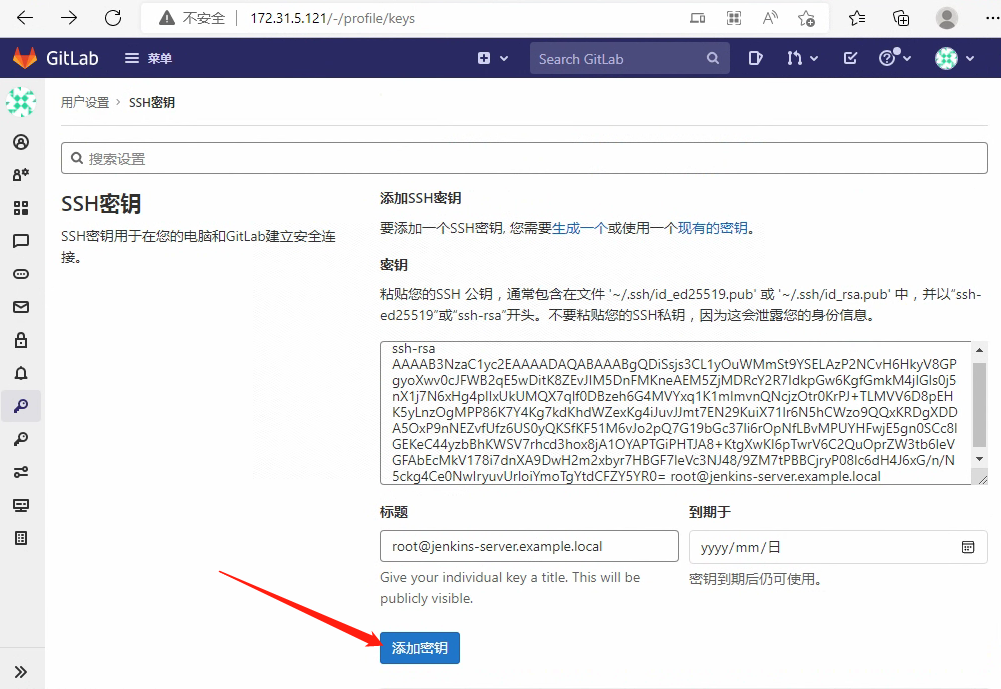 不安全 172.31.5.121/-/profile/keys
GitLab 菜单 Search GitLab
用户设置 › SSH密钥
搜索设置
SSH密钥
SSH密钥用于在您的电脑和GitLab建立安全连
接。
添加SSH密钥
要添加一个SSH密钥, 您需要生成一个或使用一个现有的密钥。
密钥
粘贴您的SSH 公钥，通常包含在文件 '~/.ssh/id_ed25519.pub' 或 '~/.ssh/id_rsa.pub' 中，并以“ssh-
ed25519”或“ssh-rsa”开头。不要粘贴您的SSH私钥，因为这会泄露您的身份信息。
ssh-rsa
AAAAB3NzaC1yc2EAAAADAQABAAABgQDiSsjs3CL1yOuWMmSt9YSELAzP2NCvH6HkyV8GP
gyoXwv0cJFWB2qE5wDitK8ZEvJIM5DnFMKneAEM5ZjMDRcY2R7IdkpGw6KgfGmkM4jlGls0j5
nX1j7N6xHg4plIxUkUMQX7qIf0DBzeh6G4MVYxq1K1mImvnQNcjzOtr0KrPJ+TLMVV6D8pEH
K5yLnzOgMPP86K7Y4Kg7kdKhdWZexKg4iJuvJJmt7EN29KuiX71Ir6N5hCWzo9QQxKRDgXDD
A5OxP9nNEZvfUfz6US0yQKSfKF51M6vJo2pQ7G19bGc37Ii6rOpNfLBvMPUYHFwjE5gn0SCc8I
GEKeC44yzbBhKWSV7rhcd3hox8jA1OYAPTGiPHTJA8+KtgXwKI6pTwrV6C2QuOprZW3tb6IeV
GFAbEcMkV178i7dnXA9DwH2m2xbyr7HBGF7IeVc3NJ48/9ZM7tPBBCjryP08Ic6dH4J6xG/n/N
5ckg4Ce0NwIryuvUrloiYmoTgYtdCFZY5YR0= root@jenkins-server.example.local
标题 到期于
root@jenkins-server.example.local yyyy/mm/日
Give your individual key a title. This will be 密钥到期后仍可使用。
publicly visible.
添加密钥